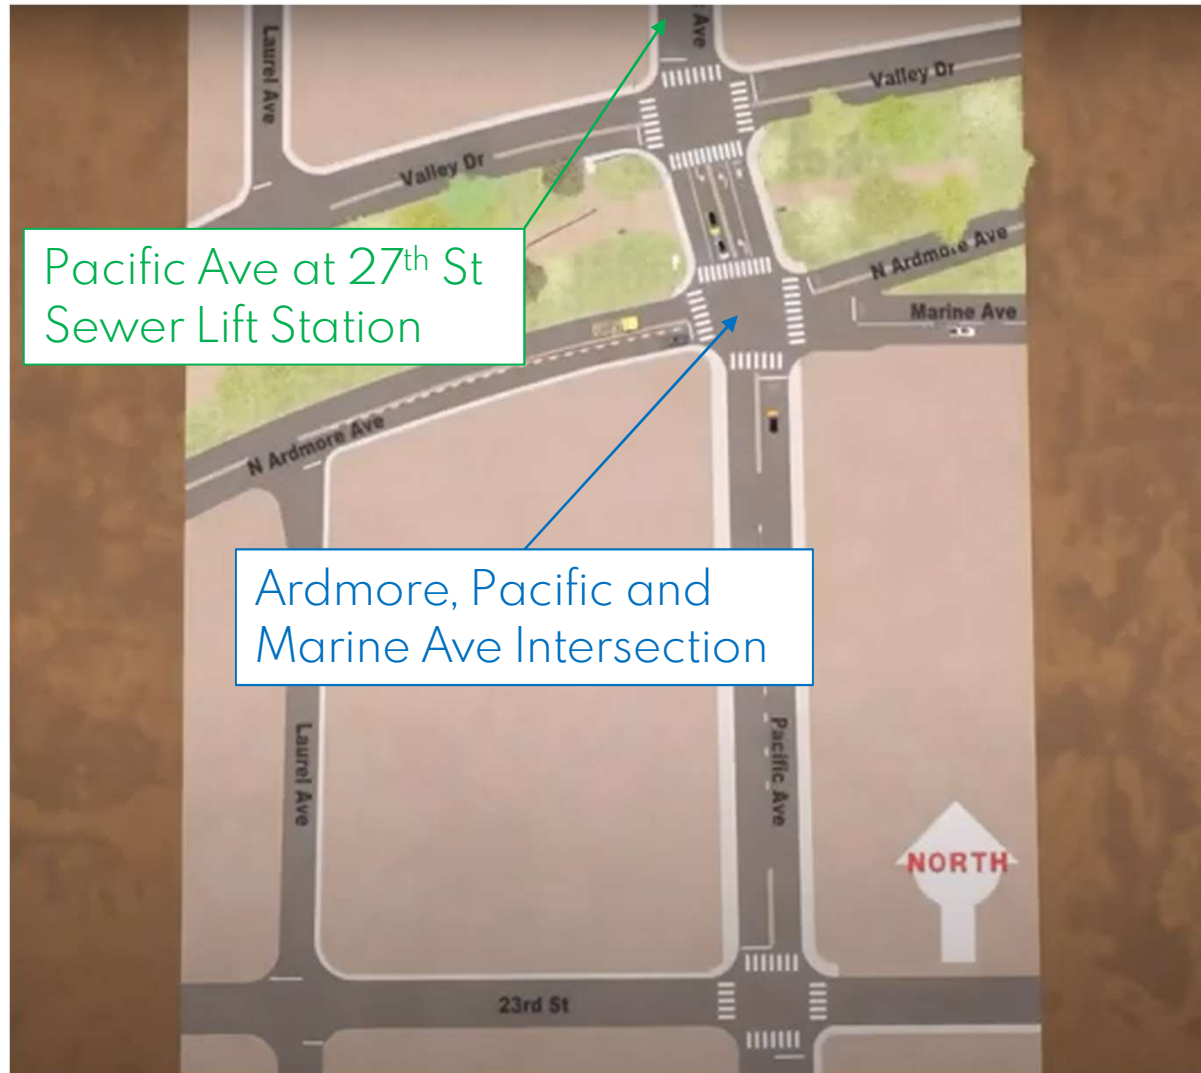 Laurel Ave
Ave
Valley Dr
Valley Dr
Pacific Ave at 27th St
Sewer Lift Station
N Ardmore Ave
Marine Ave
N Ardmore Ave
Ardmore, Pacific and
Marine Ave Intersection
Laurel Ave
Pacific Ave
NORTH
23rd St